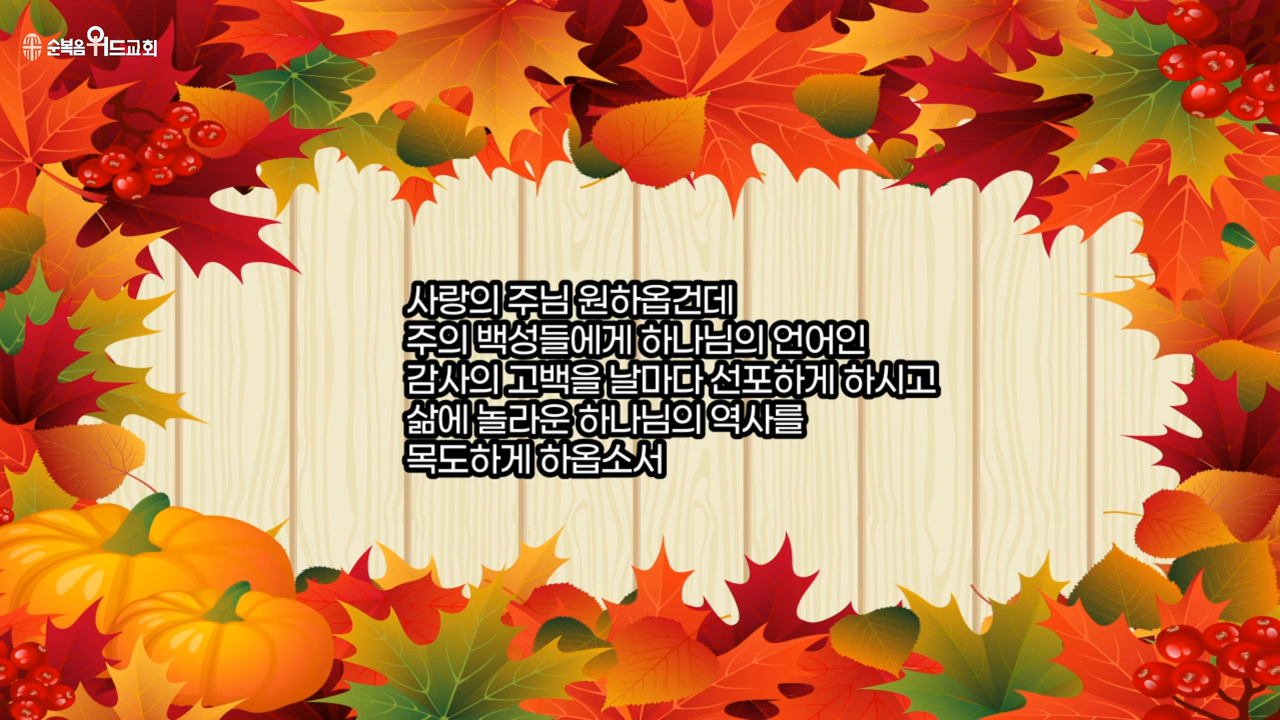 순복음위드교회
사랑의 주님 원하옵건데
주의 백성들에게 하나님의 언어인
감사의 고백을 날마다 선포하게 하시고
삶에 놀라운 하나님의 역사를
목도하게 하옵소서